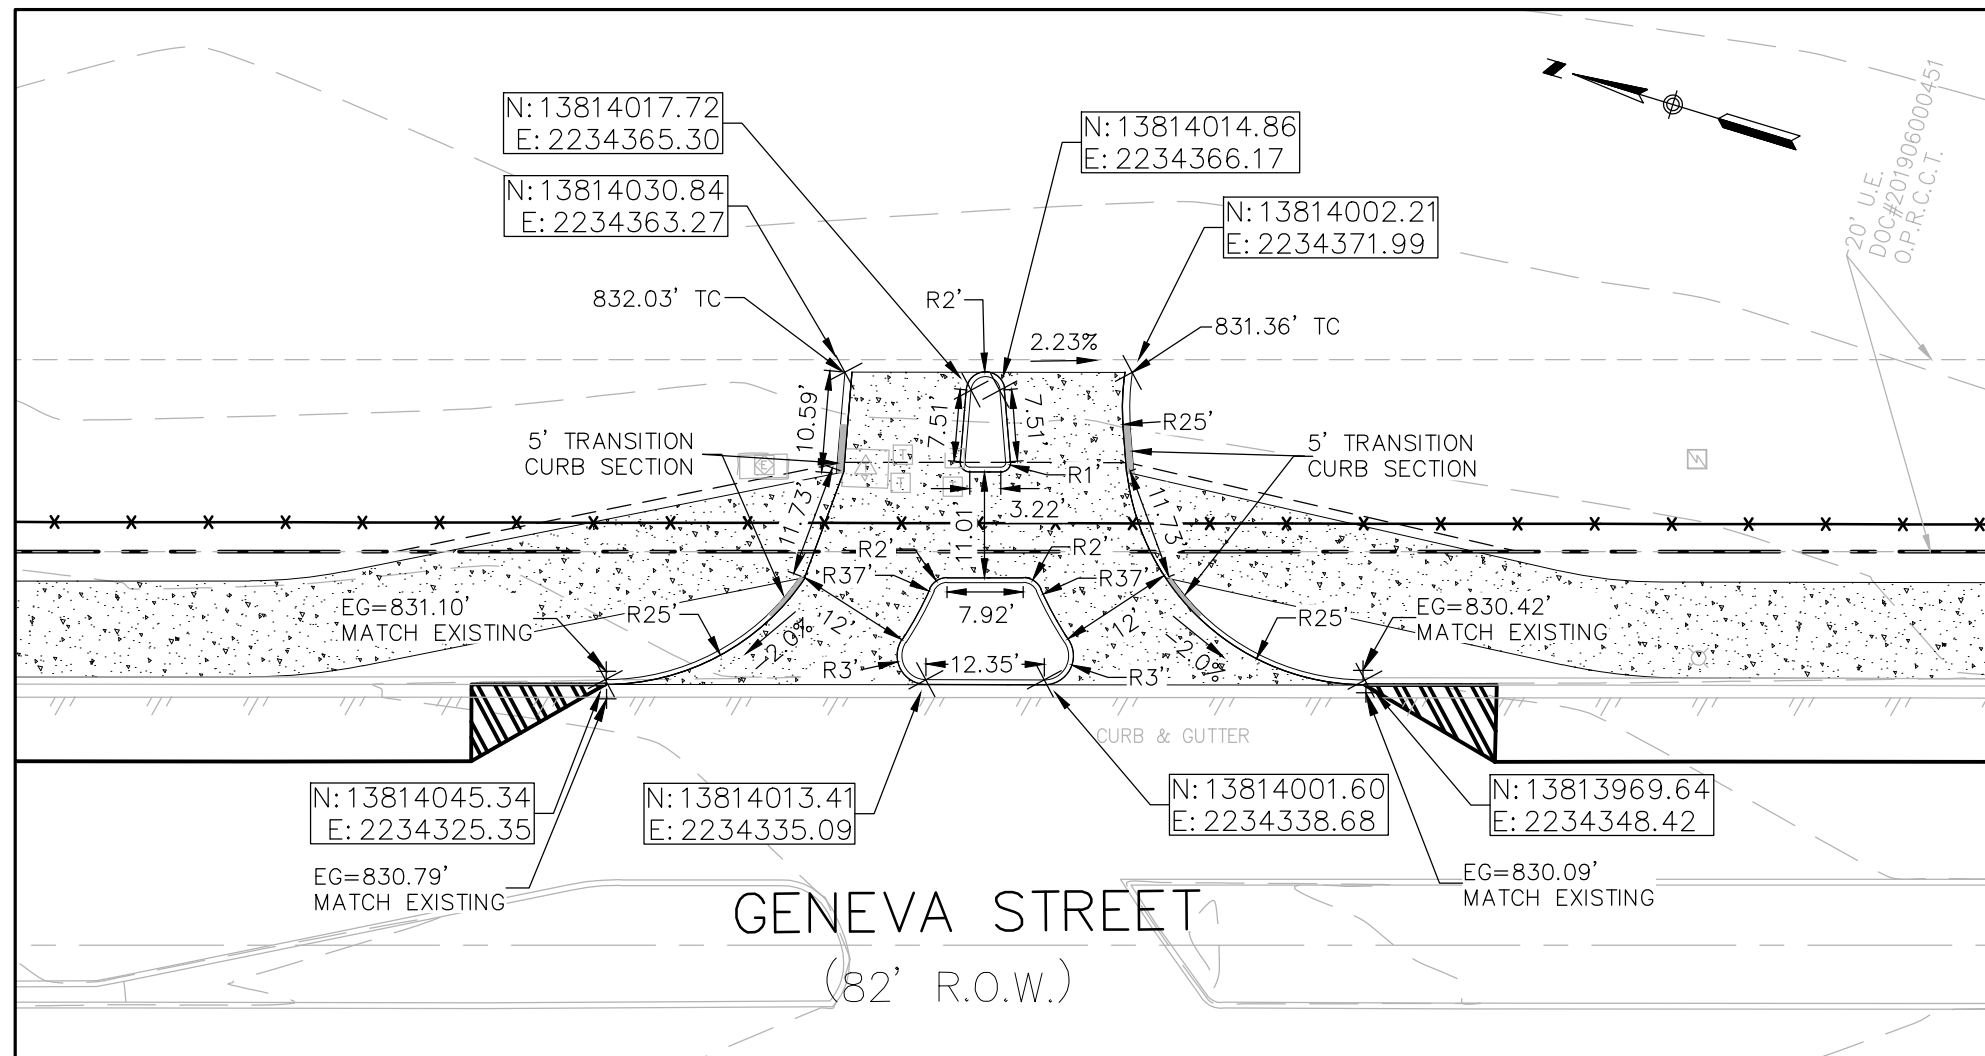 N
20' U.E.
DOC#201906000451
O.P.R.C.C.T.
N: 13814017.72
E: 2234365.30
N: 13814014.86
E: 2234366.17
N: 13814030.84
E: 2234363.27
N: 13814002.21
E: 2234371.99
832.03' TC
R2'
2.23%
831.36' TC
10.59'
7.51'
7.51'
R25'
5' TRANSITION
CURB SECTION
5' TRANSITION
CURB SECTION
E
T
T
R1'
3.22'
11.73'
11.01'
11.73'
R2'
R2'
R37'
R37'
EG=831.10'
MATCH EXISTING
R25'
2.0%
12'
7.92'
12'
2.0%
R25'
EG=830.42'
MATCH EXISTING
R3'
12.35'
R3'
CURB & GUTTER
N: 13814045.34
E: 2234325.35
N: 13814013.41
E: 2234335.09
N: 13814001.60
E: 2234338.68
N: 13813969.64
E: 2234348.42
EG=830.79'
MATCH EXISTING
EG=830.09'
MATCH EXISTING
GENEVA STREET
(82' R.O.W.)